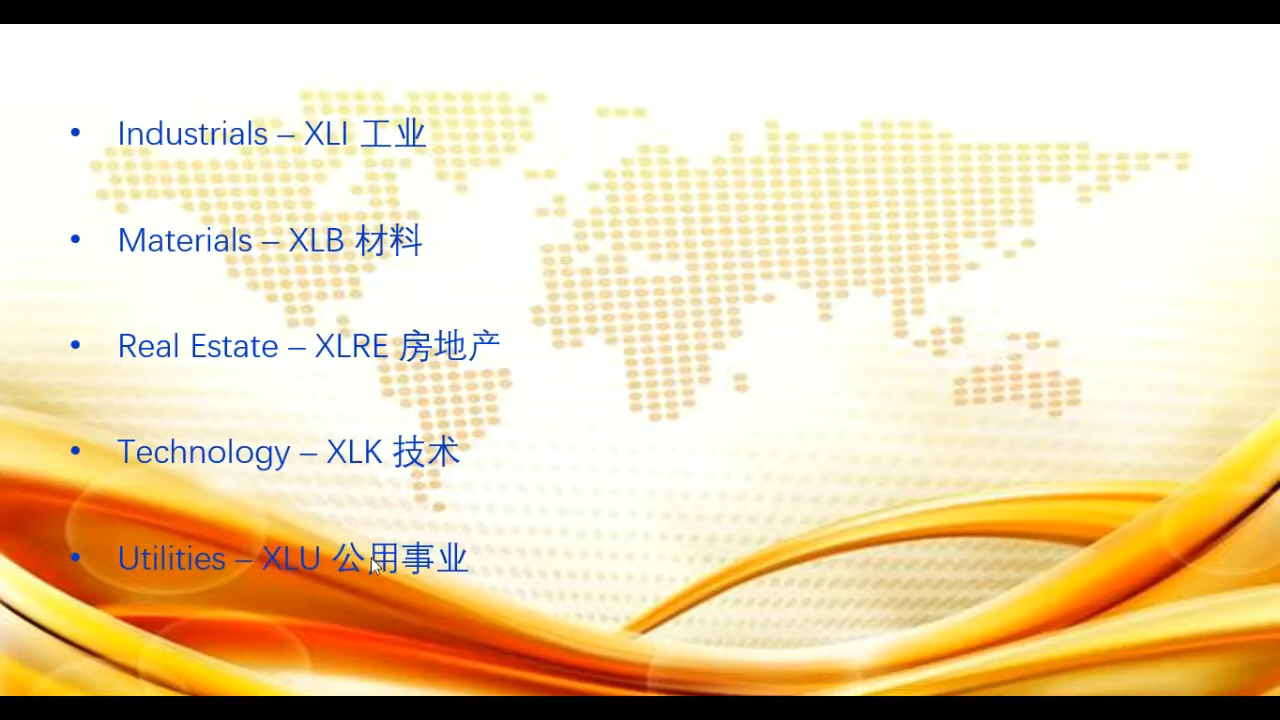 • Industrials – XLI 工业
• Materials – XLB 材料
• Real Estate – XLRE 房地产
• Technology – XLK 技术
• Utilities – XLU 公用事业